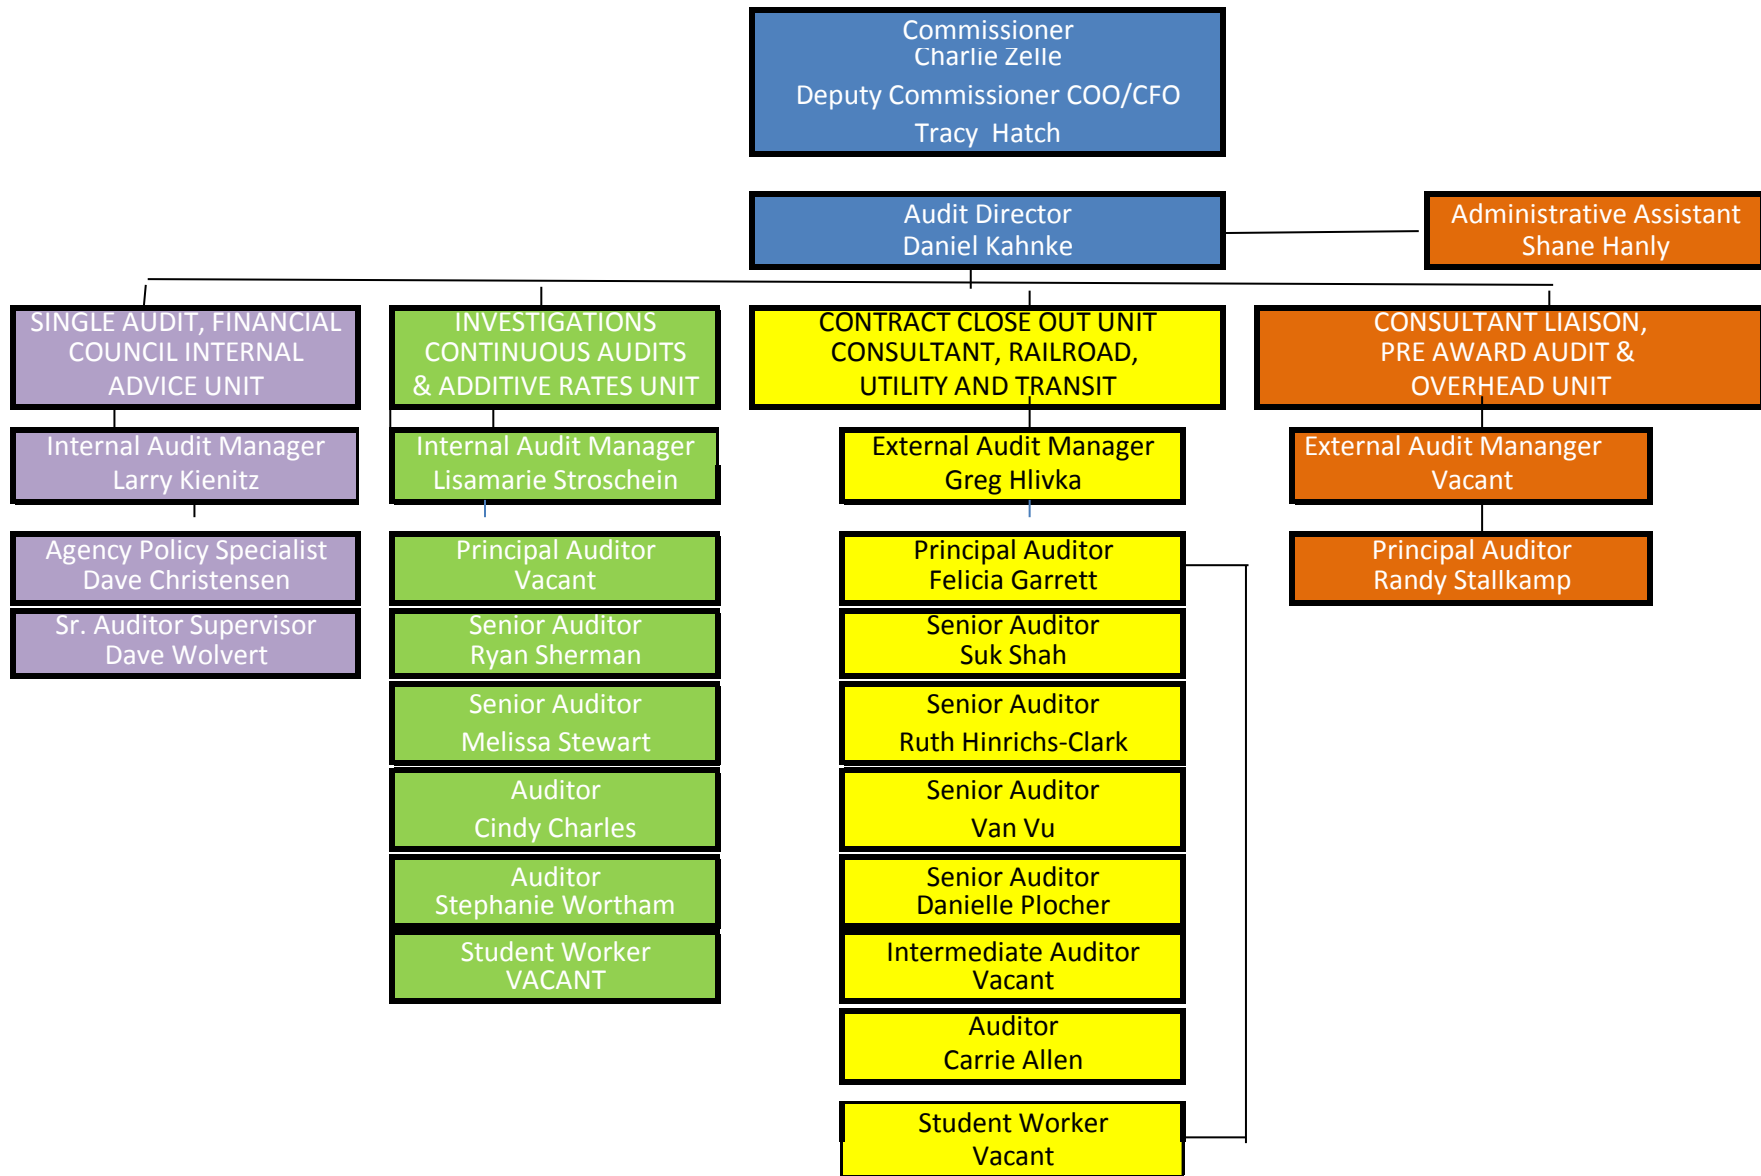 Commissioner
Charlie Zelle
Deputy Commissioner COO/CFO
Tracy Hatch
Audit Director
Daniel Kahnke
Administrative Assistant
Shane Hanly
SINGLE AUDIT, FINANCIAL
COUNCIL INTERNAL
ADVICE UNIT
Internal Audit Manager
Larry Kienitz
Agency Policy Specialist
Dave Christensen
Sr. Auditor Supervisor
Dave Wolvert
INVESTIGATIONS
CONTINUOUS AUDITS
& ADDITIVE RATES UNIT
Internal Audit Manager
Lisamarie Stroschein
Principal Auditor
Vacant
Senior Auditor
Ryan Sherman
Senior Auditor
Melissa Stewart
Auditor
Cindy Charles
Auditor
Stephanie Wortham
Student Worker
VACANT
CONTRACT CLOSE OUT UNIT
CONSULTANT, RAILROAD,
UTILITY AND TRANSIT
External Audit Manager
Greg Hlivka
Principal Auditor
Felicia Garrett
Senior Auditor
Suk Shah
Senior Auditor
Ruth Hinrichs-Clark
Senior Auditor
Van Vu
Senior Auditor
Danielle Plocher
Intermediate Auditor
Vacant
Auditor
Carrie Allen
Student Worker
Vacant
CONSULTANT LIAISON,
PRE AWARD AUDIT &
OVERHEAD UNIT
External Audit Mananger
Vacant
Principal Auditor
Randy Stallkamp